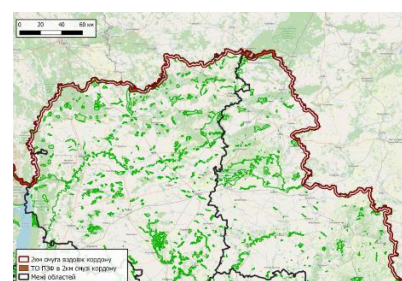 0 20 40 60 км
2км смуга вздовж кордону
ТО ПЗФ в 2км смузі кордону
Межі областей